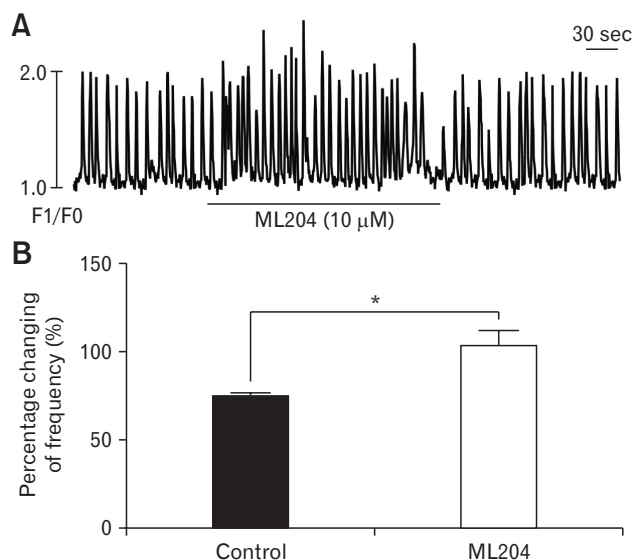 A
30 sec
2.0
1.0
F1/F0
ML204 (10 μM)
B
150
100
50
0
Percentage changing
of frequency (%)
*
Control
ML204